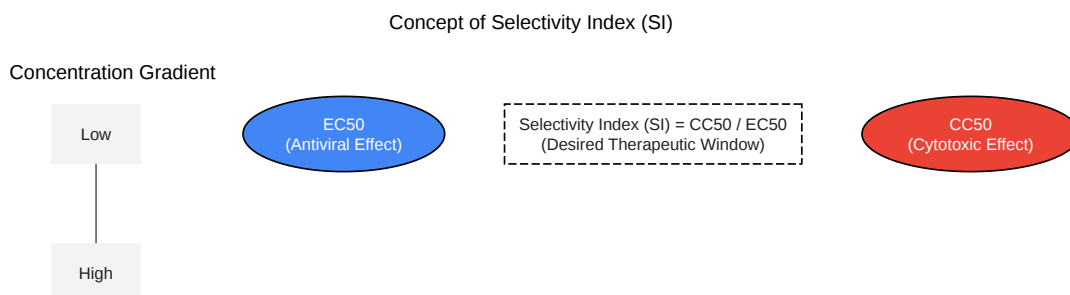 Concept of Selectivity Index (SI)
Concentration Gradient
Low
EC50
(Antiviral Effect)
Selectivity Index (SI) = CC50 / EC50
(Desired Therapeutic Window)
CC50
(Cytotoxic Effect)
High